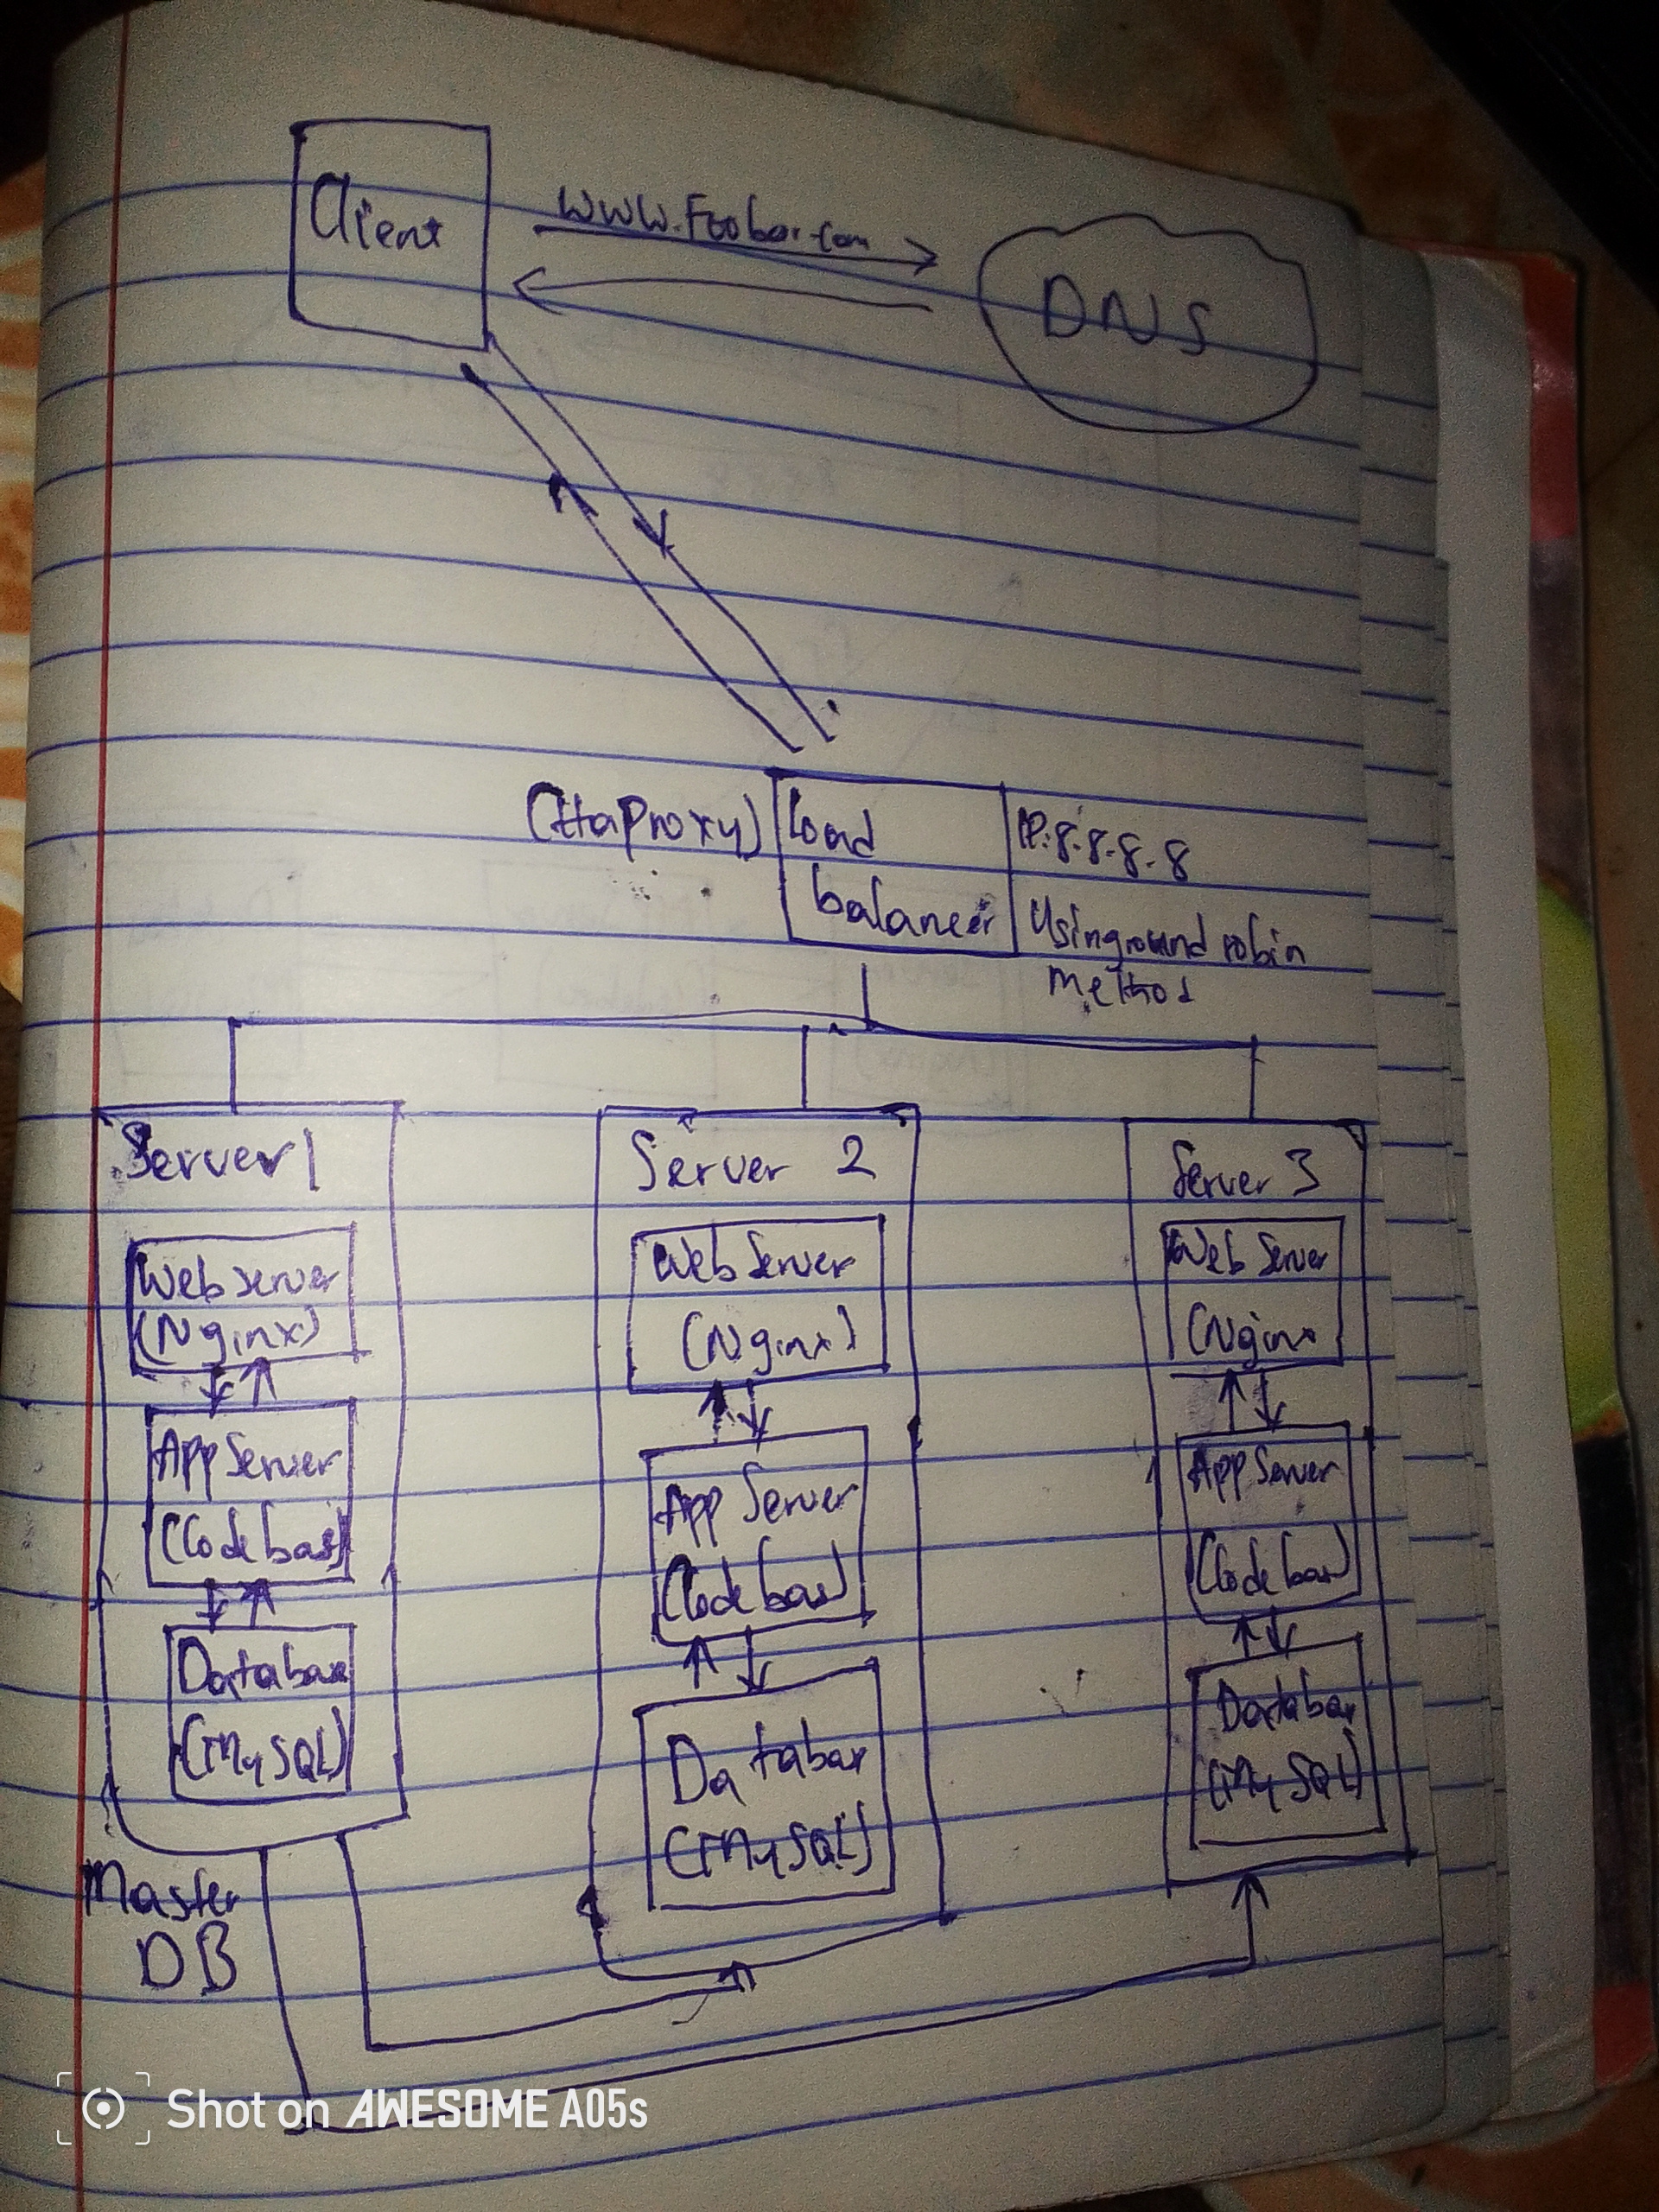 Client
www.Foobar.com
DNS
(HaProxy)
Load
balancer
IP:8.8.8.8
Using round robin
method
Server 1
Web server
(Nginx)
App Server
(Codebase)
Database
(MySQL)
Master
DB
Server 2
Web Server
(Nginx)
App Server
(Codebase)
Database
(MySQL)
Server 3
Web Server
(Nginx
App Server
(Codebase)
Database
(MySQL)
Shot on AWESOME A05s